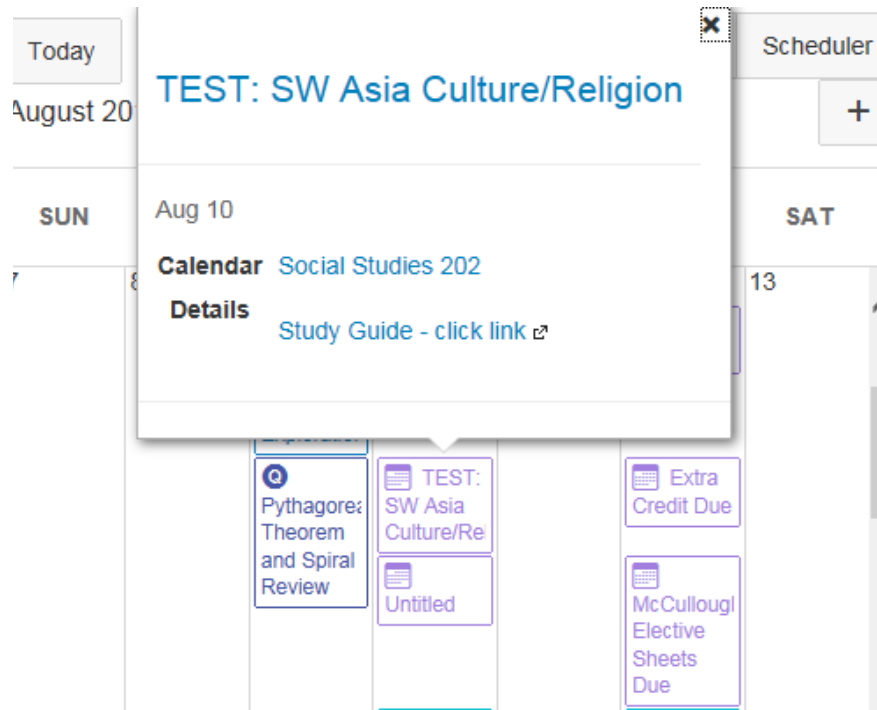 Today
Scheduler
August 20
+
TEST: SW Asia Culture/Religion
Aug 10
Calendar Social Studies 202
Details
Study Guide - click link
SUN
SAT
7
8
13
Q
Pythagorea
Theorem
and Spiral
Review
TEST:
SW Asia
Culture/Rel
Untitled
Extra
Credit Due
McCullough
Elective
Sheets
Due